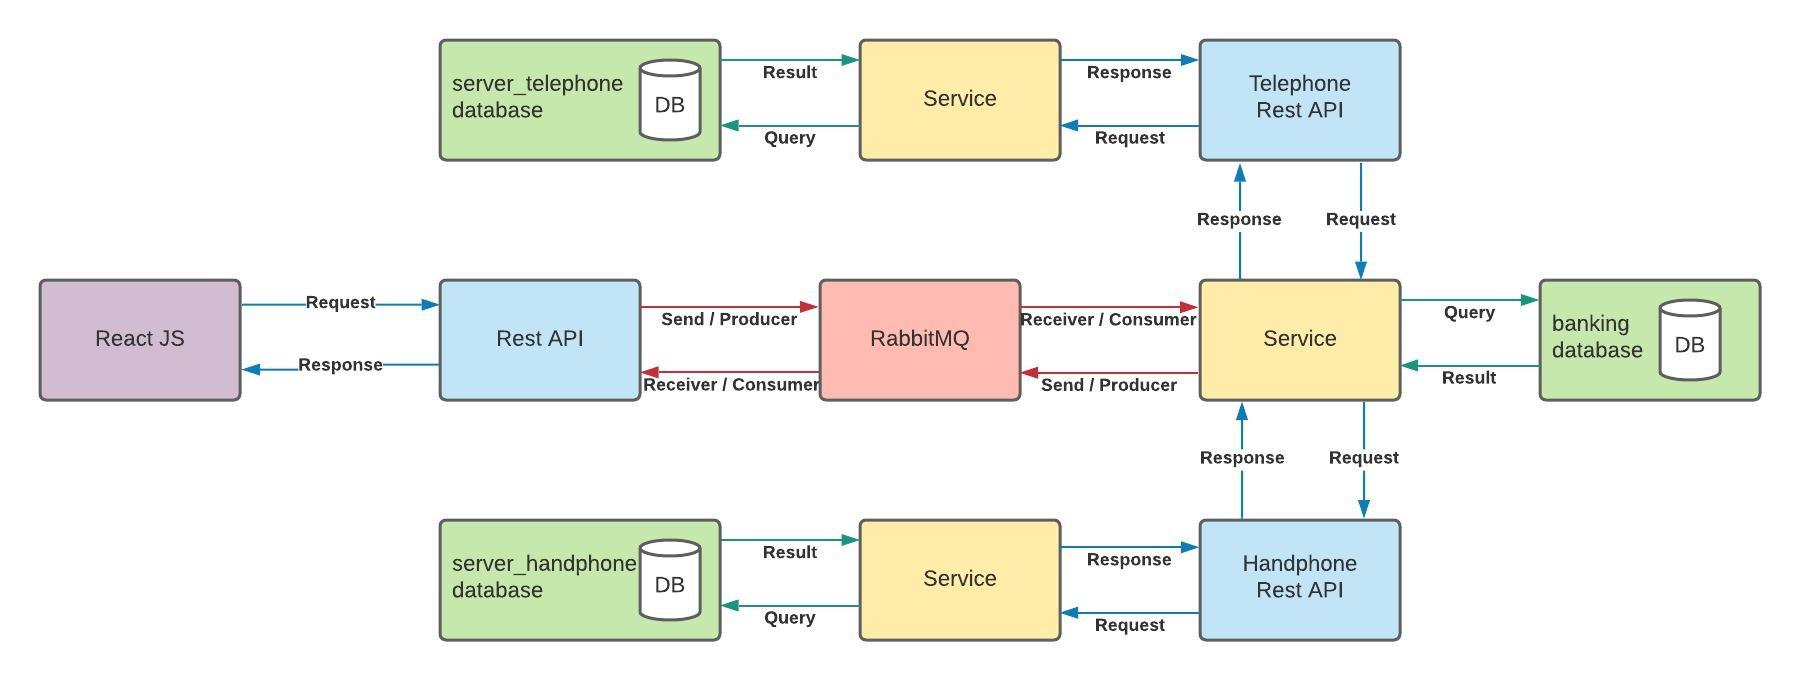 server_telephone
database
DB
Result
Query
Service
Response
Request
Telephone
Rest API
Response
Request
React JS
Request
Response
Rest API
Send / Producer
Receiver / Consumer
RabbitMQ
Receiver / Consumer
Send / Producer
Service
Query
Result
banking
database
DB
Response
Request
server_handphone
database
DB
Result
Query
Service
Response
Request
Handphone
Rest API